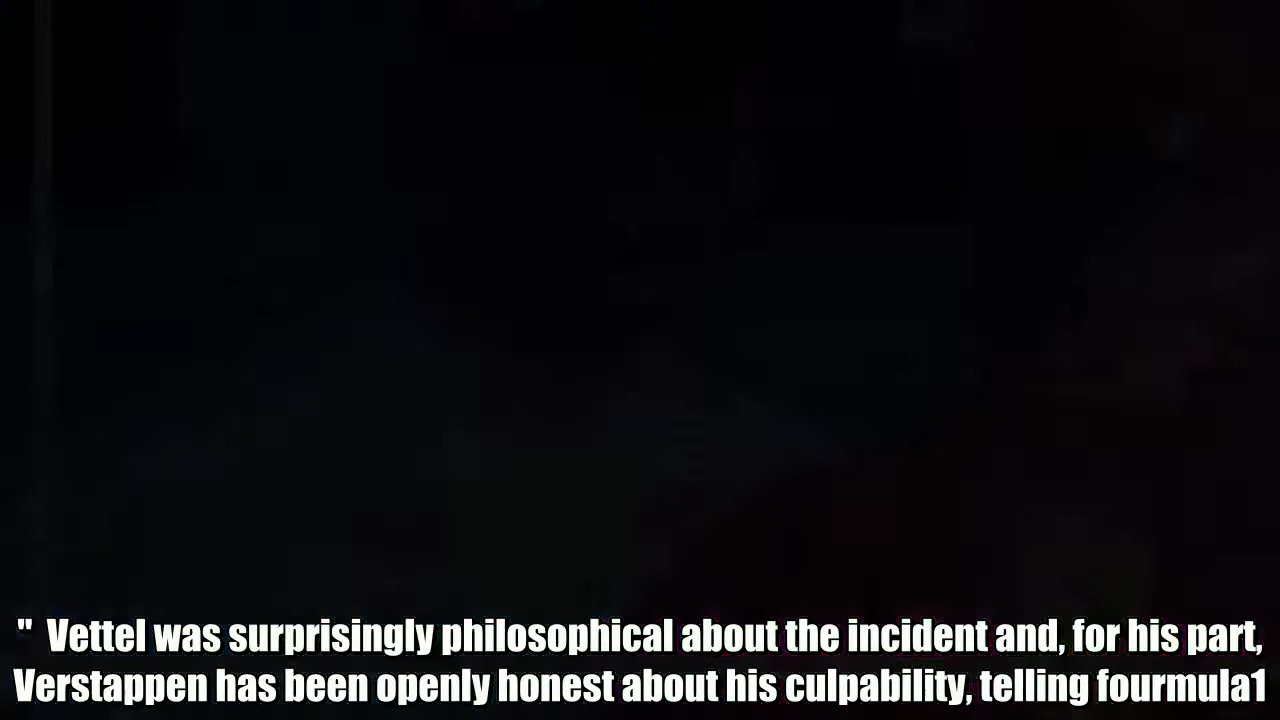 "  Vettel was surprisingly philosophical about the incident and, for his part,
Verstappen has been openly honest about his culpability, telling fourmula1